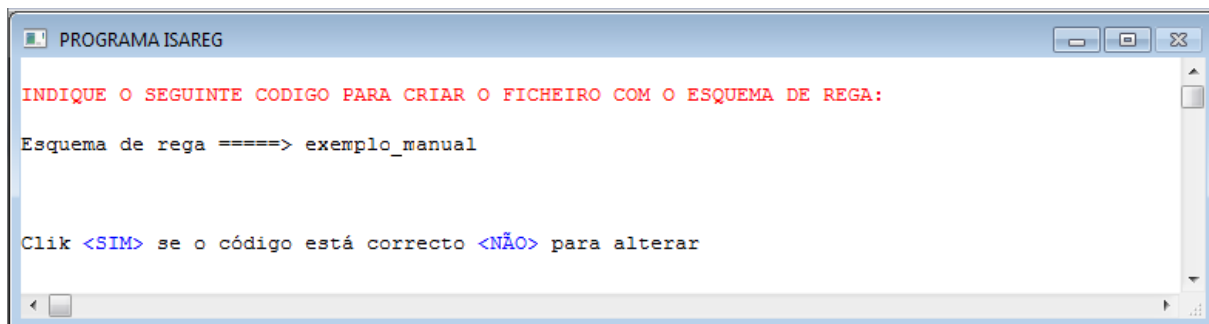 PROGRAMA ISAREG
INDIQUE O SEGUINTE CODIGO PARA CRIAR O FICHEIRO COM O ESQUEMA DE REGA:
Esquema de rega =====> exemplo_manual
Clik <SIM> se o código está correcto <NÃO> para alterar